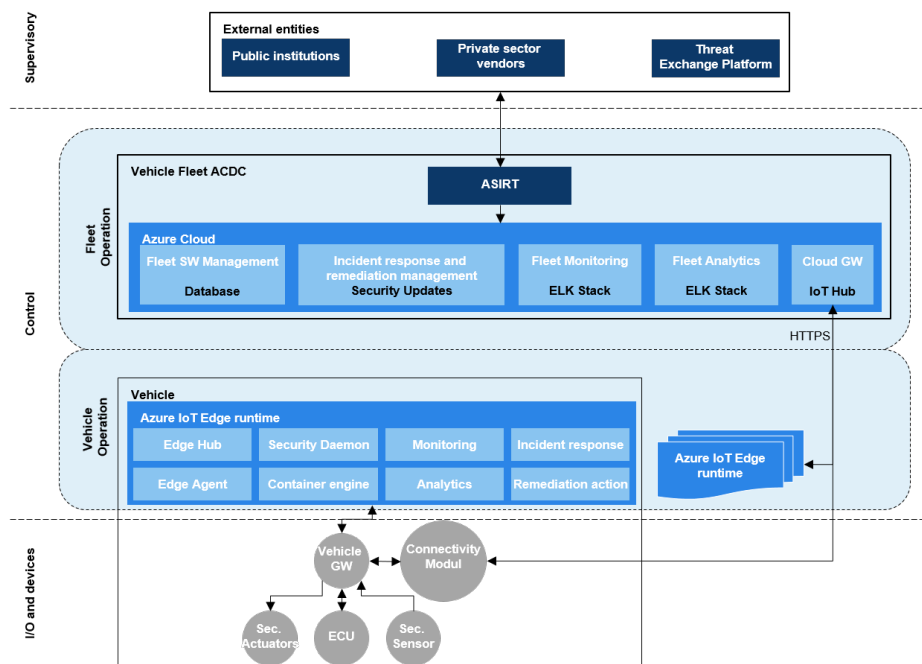 Supervisory
External entities
Public institutions
Private sector
vendors
Threat
Exchange Platform
Control
Fleet
Operation
Vehicle Fleet ACDC
ASIRT
Azure Cloud
Fleet SW Management
Database
Incident response and
remediation management
Security Updates
Fleet Monitoring
ELK Stack
Fleet Analytics
ELK Stack
Cloud GW
IoT Hub
HTTPS
Vehicle
Operation
Vehicle
Azure IoT Edge runtime
Edge Hub
Security Daemon
Monitoring
Incident response
Edge Agent
Container engine
Analytics
Remediation action
Azure IoT Edge
runtime
I/O and devices
Vehicle
GW
Connectivity
Modul
Sec.
Actuators
ECU
Sec.
Sensor